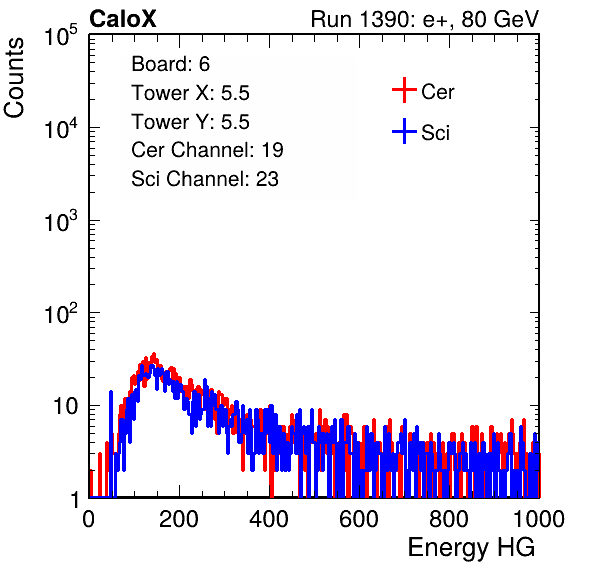 CaloX Run 1390: e+, 80 GeV
Counts
10^5
10^4
10^3
10^2
10
1
Board: 6
Tower X: 5.5
Tower Y: 5.5
Cer Channel: 19
Sci Channel: 23
Cer
Sci
0 200 400 600 800 1000
Energy HG